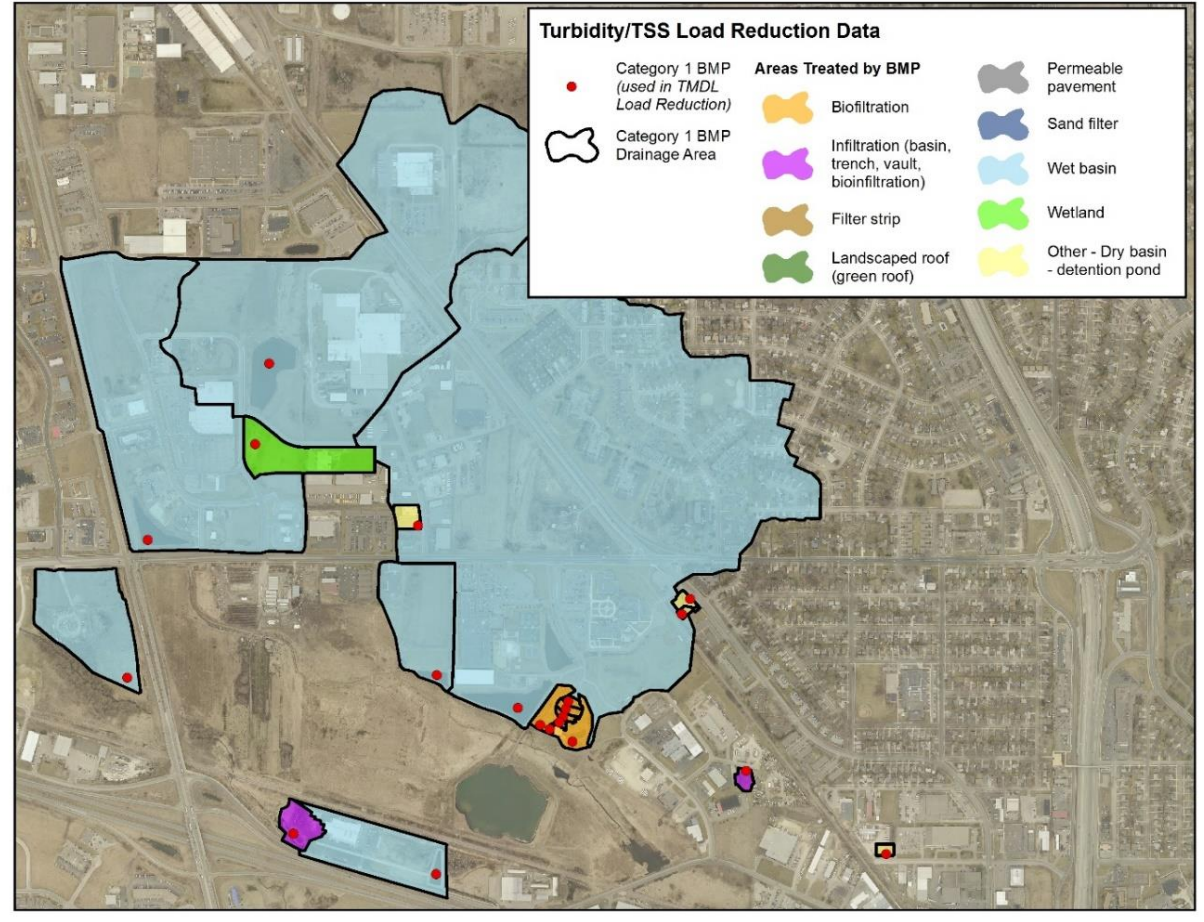 Turbidity/TSS Load Reduction Data
Category 1 BMP
(used in TMDL
Load Reduction)
Category 1 BMP
Drainage Area
Areas Treated by BMP
Biofiltration
Infiltration (basin,
trench, vault,
bioinfiltration)
Filter strip
Landscaped roof
(green roof)
Permeable
pavement
Sand filter
Wet basin
Wetland
Other - Dry basin
- detention pond